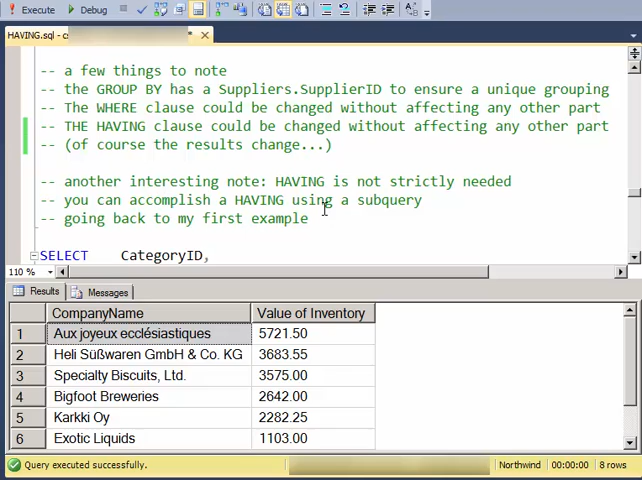 Execute Debug
HAVING.sql - c * ×
-- a few things to note
-- the GROUP BY has a Suppliers.SupplierID to ensure a unique grouping
-- The WHERE clause could be changed without affecting any other part
-- THE HAVING clause could be changed without affecting any other part
-- (of course the results change...)
-- another interesting note: HAVING is not strictly needed
-- you can accomplish a HAVING using a subquery
-- going back to my first example
SELECT CategoryID,
110 %
Results Messages
CompanyName Value of Inventory
1 Aux joyeux ecclésiastiques 5721.50
2 Heli Süßwaren GmbH & Co. KG 3683.55
3 Specialty Biscuits, Ltd. 3575.00
4 Bigfoot Breweries 2642.00
5 Karkki Oy 2282.25
6 Exotic Liquids 1103.00
Query executed successfully. Northwind 00:00:00 8 rows